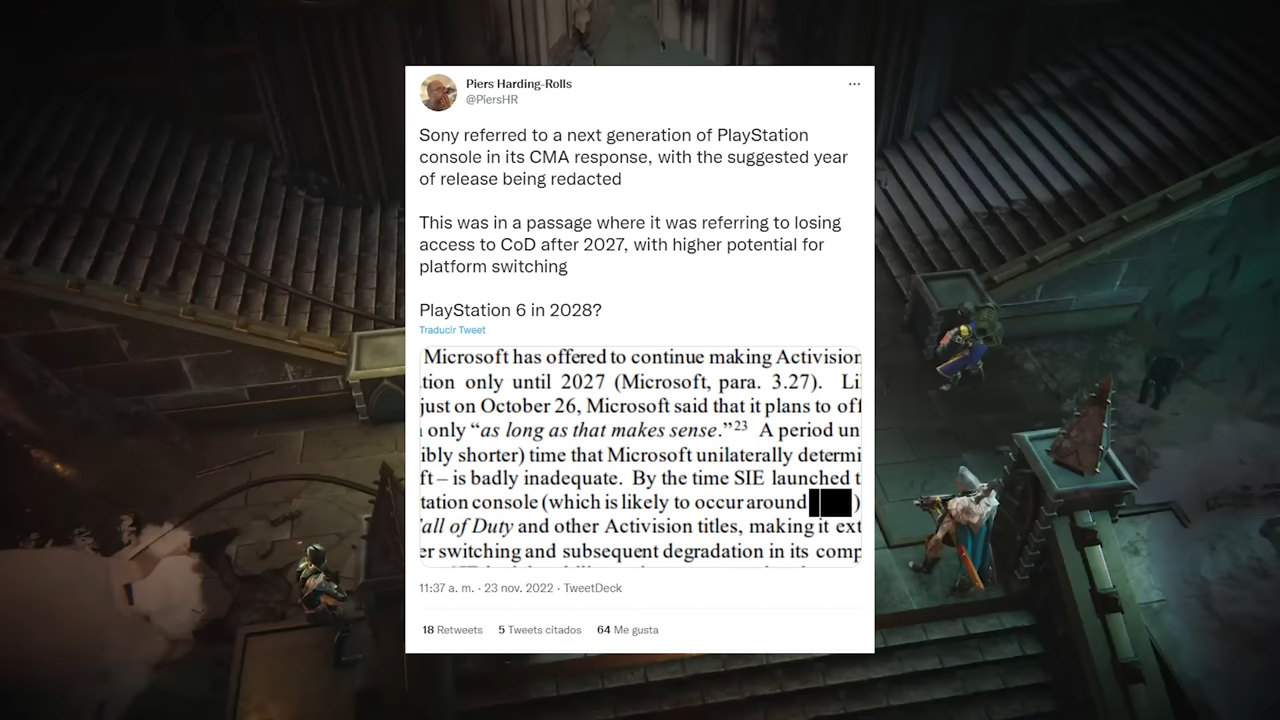 Piers Harding-Rolls
@PiersHR
Sony referred to a next generation of PlayStation
console in its CMA response, with the suggested year
of release being redacted
This was in a passage where it was referring to losing
access to CoD after 2027, with higher potential for
platform switching
PlayStation 6 in 2028?
Traducir Tweet
Microsoft has offered to continue making Activision
tion only until 2027 (Microsoft, para. 3.27). Li
just on October 26, Microsoft said that it plans to off
only “as long as that makes sense.”23 A period un
ibly shorter) time that Microsoft unilaterally determi
ft – is badly inadequate. By the time SIE launched t
tation console (which is likely to occur around )
all of Duty and other Activision titles, making it ext
er switching and subsequent degradation in its comp
11:37 a. m. · 23 nov. 2022 · TweetDeck
18 Retweets 5 Tweets citados 64 Me gusta